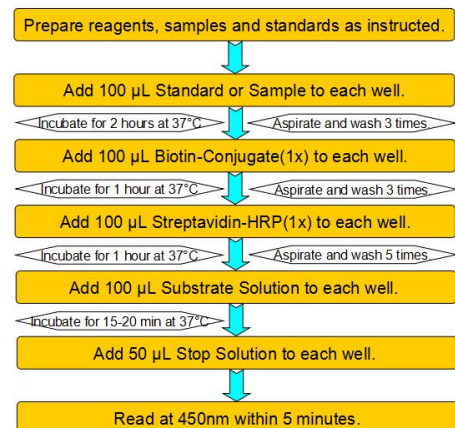 Prepare reagents, samples and standards as instructed.
Add 100 µL Standard or Sample to each well.
Incubate for 2 hours at 37°C
Aspirate and wash 3 times.
Add 100 µL Biotin-Conjugate(1x) to each well.
Incubate for 1 hour at 37°C
Aspirate and wash 3 times.
Add 100 µL Streptavidin-HRP(1x) to each well.
Incubate for 1 hour at 37°C
Aspirate and wash 5 times.
Add 100 µL Substrate Solution to each well.
Incubate for 15-20 min at 37°C
Add 50 µL Stop Solution to each well.
Read at 450nm within 5 minutes.